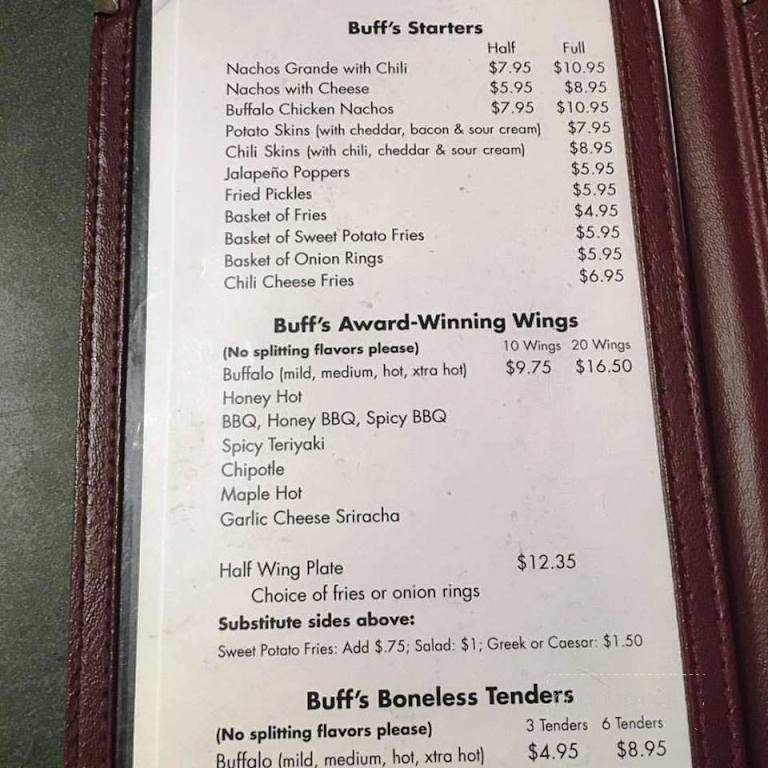 Buff's Starters
Half Full
Nachos Grande with Chili $7.95 $10.95
Nachos with Cheese $5.95 $8.95
Buffalo Chicken Nachos $7.95 $10.95
Potato Skins (with cheddar, bacon & sour cream) $7.95
Chili Skins (with chili, cheddar & sour cream) $8.95
Jalapeño Poppers $5.95
Fried Pickles $5.95
Basket of Fries $4.95
Basket of Sweet Potato Fries $5.95
Basket of Onion Rings $5.95
Chili Cheese Fries $6.95
Buff's Award-Winning Wings
(No splitting flavors please) 10 Wings 20 Wings
Buffalo (mild, medium, hot, xtra hot) $9.75 $16.50
Honey Hot
BBQ, Honey BBQ, Spicy BBQ
Spicy Teriyaki
Chipotle
Maple Hot
Garlic Cheese Sriracha
Half Wing Plate $12.35
Choice of fries or onion rings
Substitute sides above:
Sweet Potato Fries: Add $.75; Salad: $1; Greek or Caesar: $1.50
Buff's Boneless Tenders
(No splitting flavors please) 3 Tenders 6 Tenders
Buffalo (mild, medium, hot, xtra hot) $4.95 $8.95